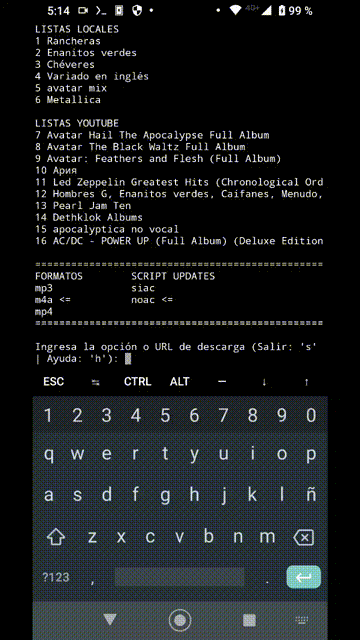 5:14 4G+ 99 %
LISTAS LOCALES
1 Rancheras
2 Enanitos verdes
3 Chéveres
4 Variado en inglés
5 avatar mix
6 Metallica
LISTAS YOUTUBE
7 Avatar Hail The Apocalypse Full Album
8 Avatar The Black Waltz Full Album
9 Avatar: Feathers and Flesh (Full Album)
10 Ария
11 Led Zeppelin Greatest Hits (Chronological Ord
12 Hombres G, Enanitos verdes, Caifanes, Menudo,
13 Pearl Jam Ten
14 Dethklok Albums
15 apocalyptica no vocal
16 AC/DC - POWER UP (Full Album) (Deluxe Edition
=============================================
FORMATOS SCRIPT UPDATES
mp3 siac
m4a <= noac <=
mp4
=============================================
Ingresa la opción o URL de descarga (Salir: 's'
| Ayuda: 'h'):
ESC CTRL ALT — ↓ ↑
1 2 3 4 5 6 7 8 9 0
q w e r t y u i o p
a s d f g h j k l ñ
z x c v b n m
?123 , .